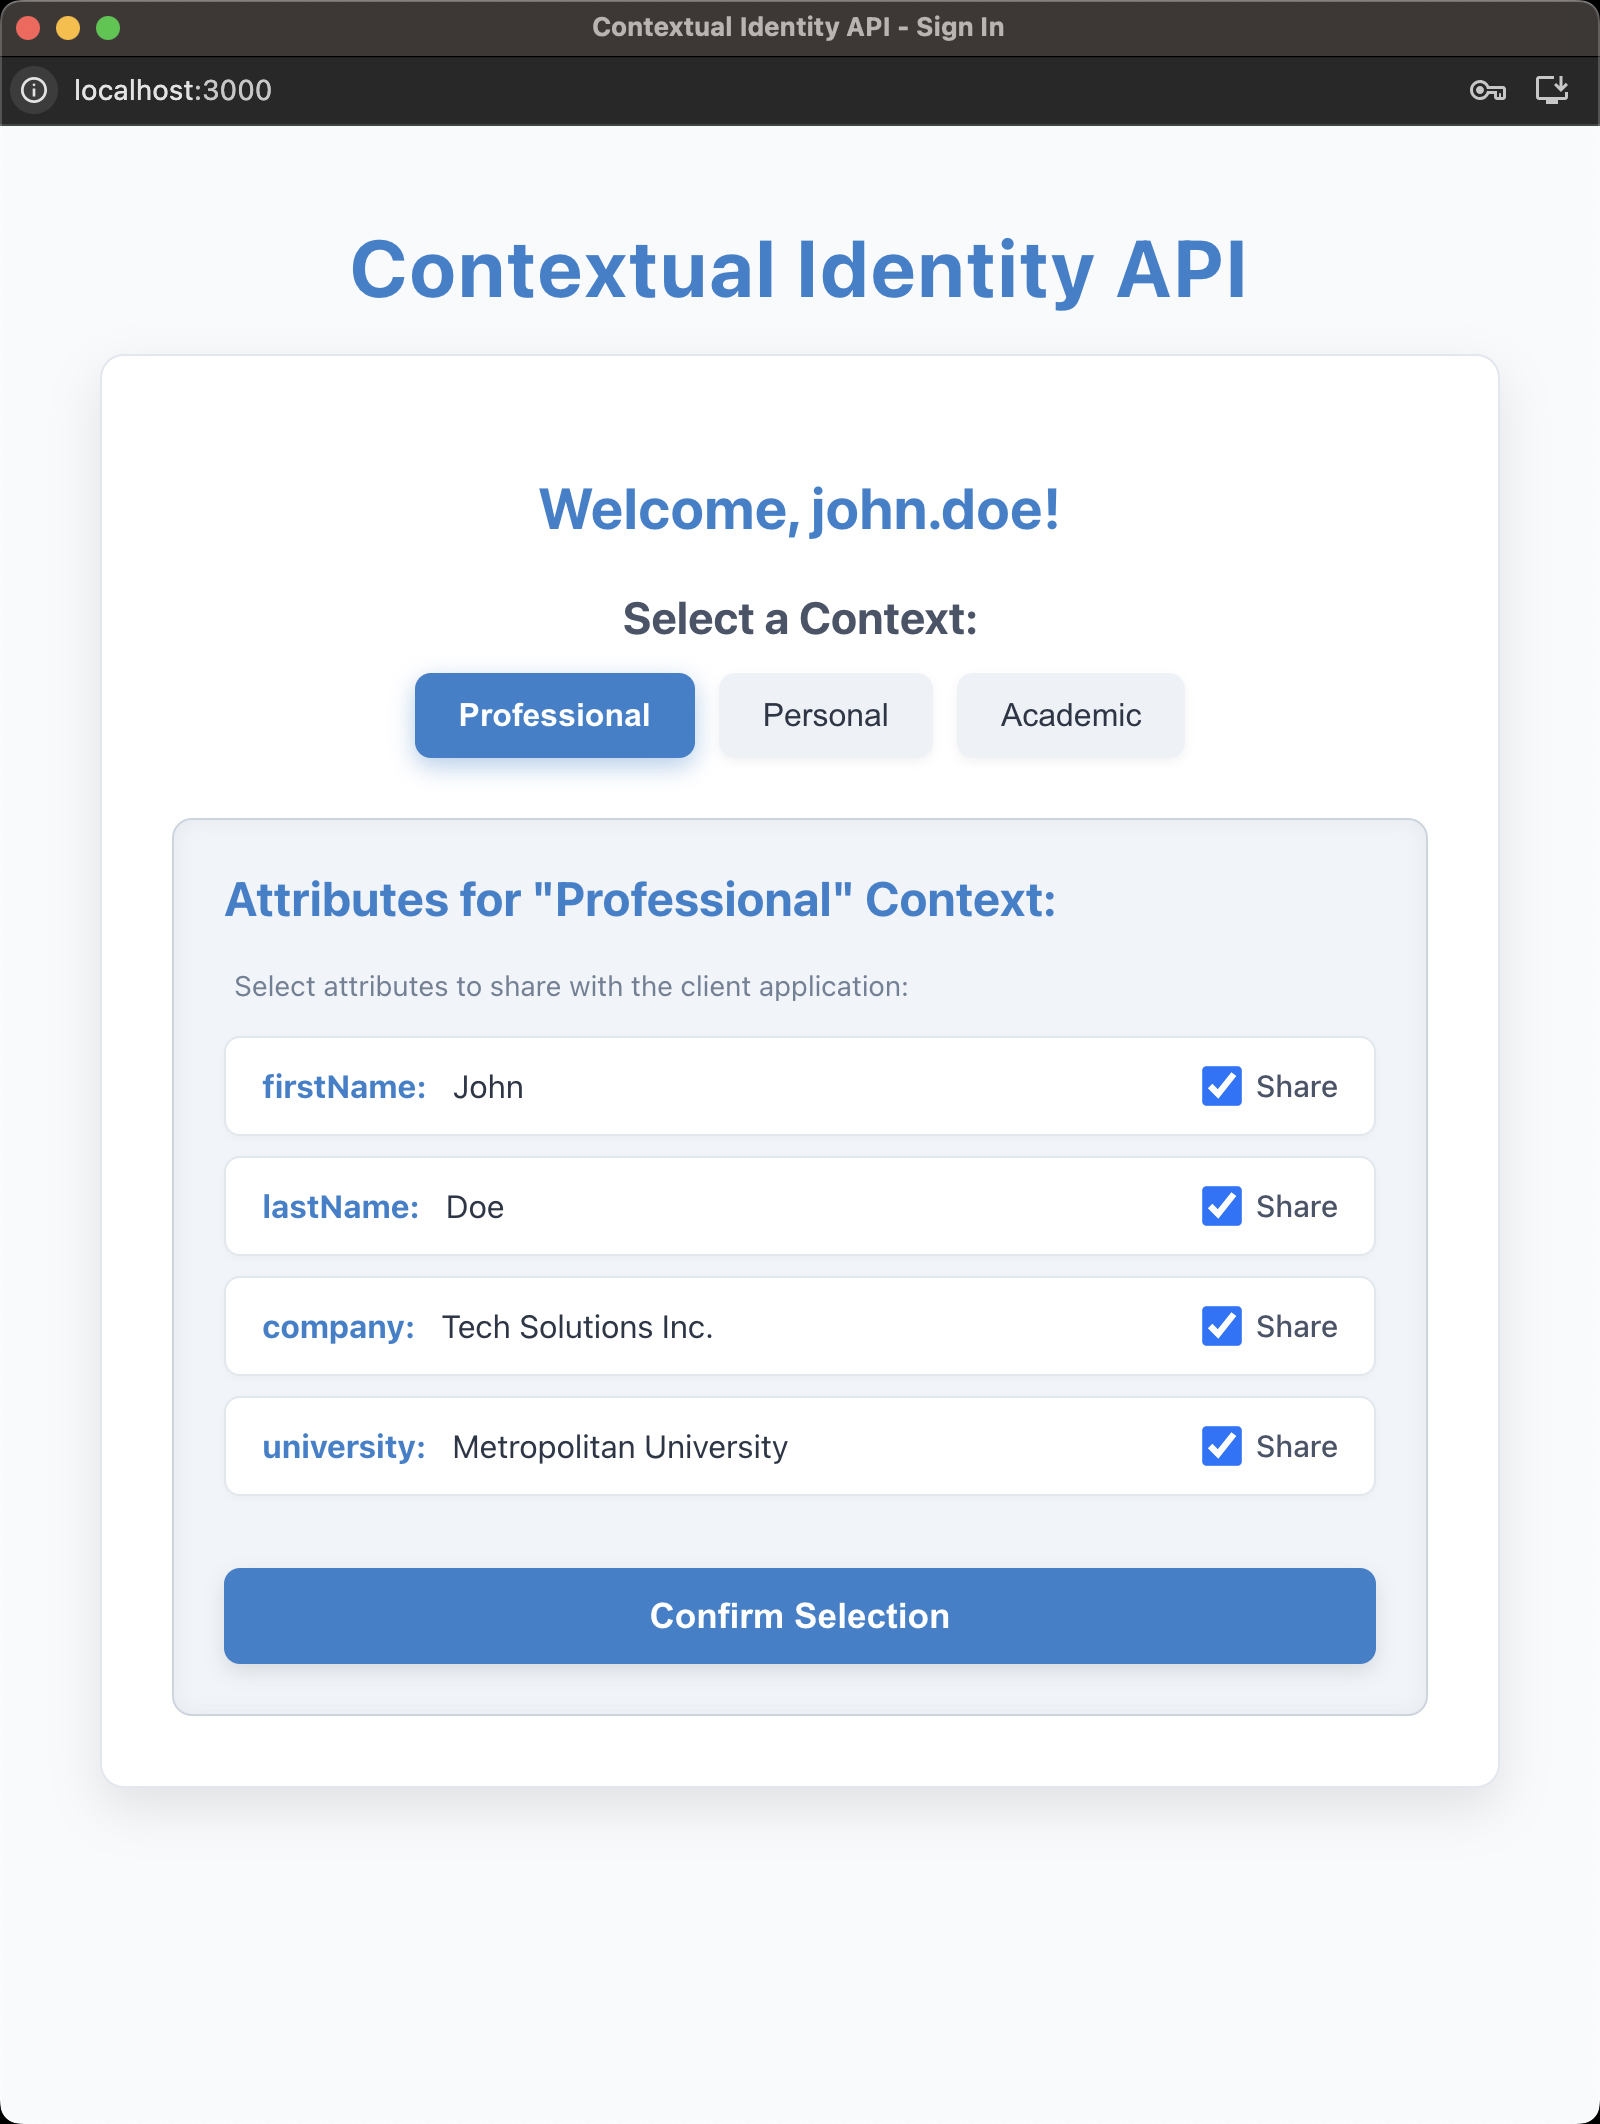 Contextual Identity API - Sign In
localhost:3000
Contextual Identity API
Welcome, john.doe!
Select a Context:
Professional Personal Academic
Attributes for "Professional" Context:
Select attributes to share with the client application:
firstName: John Share
lastName: Doe Share
company: Tech Solutions Inc. Share
university: Metropolitan University Share
Confirm Selection